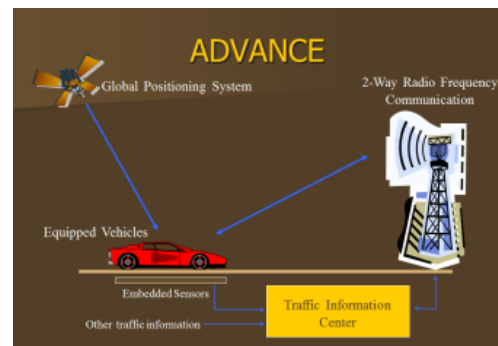 ADVANCE
Global Positioning System
2-Way Radio Frequency
Communication
Equipped Vehicles
Embedded Sensors
Traffic Information
Center
Other traffic information